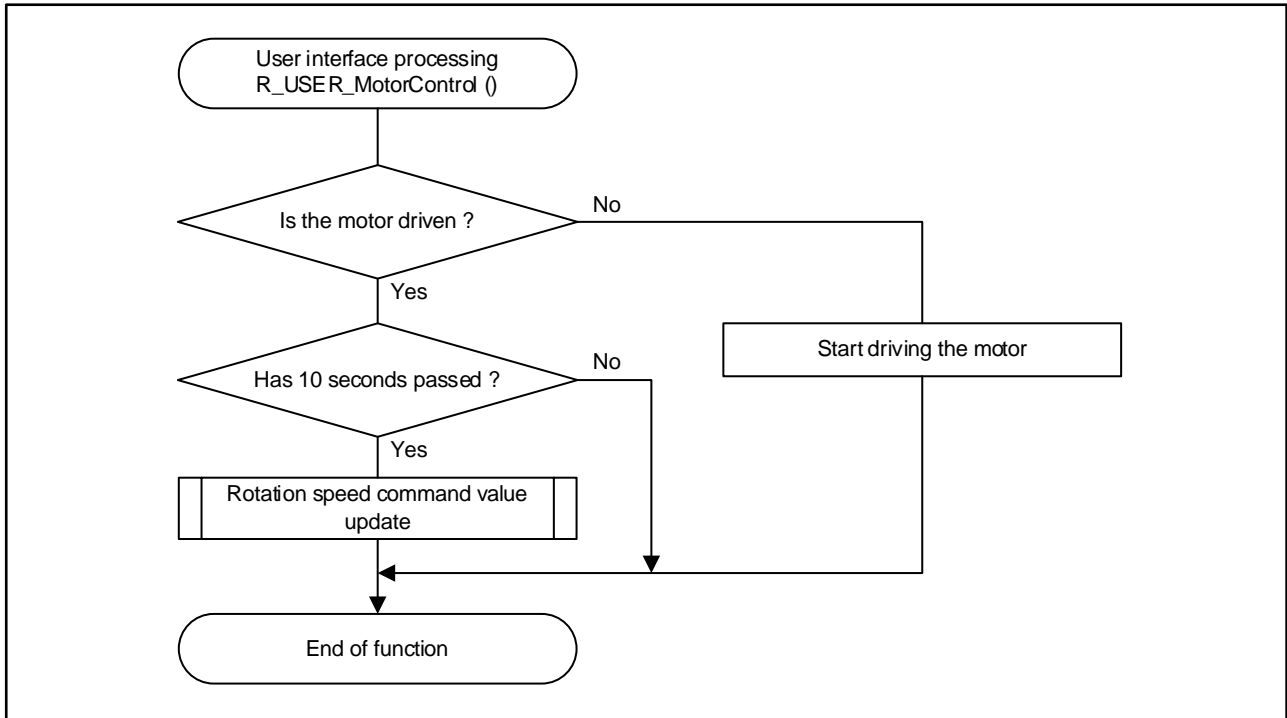 User interface processing
R_USER_MotorControl ()
Is the motor driven ?
No
Yes
Start driving the motor
Has 10 seconds passed ?
No
Yes
Rotation speed command value
update
End of function